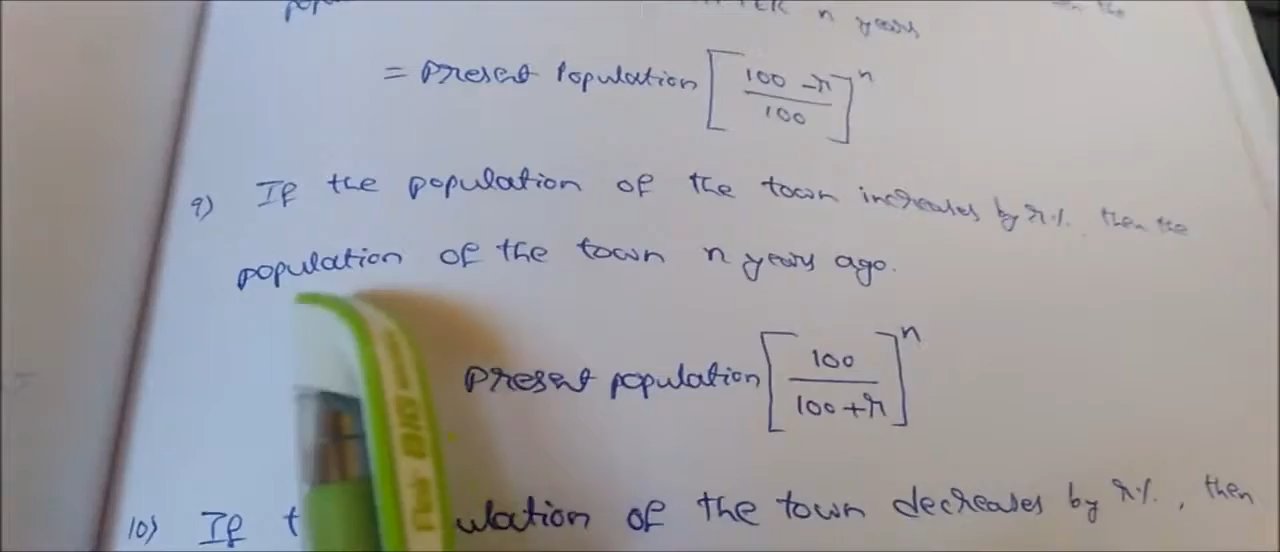 n years
= Present Population [ 100 - r / 100 ]^n
9) If the population of the town increases by r%. then the
population of the town n years ago.
Present population [ 100 / 100 + r ]^n
10) If t ulation of the town decreases by r%. , then